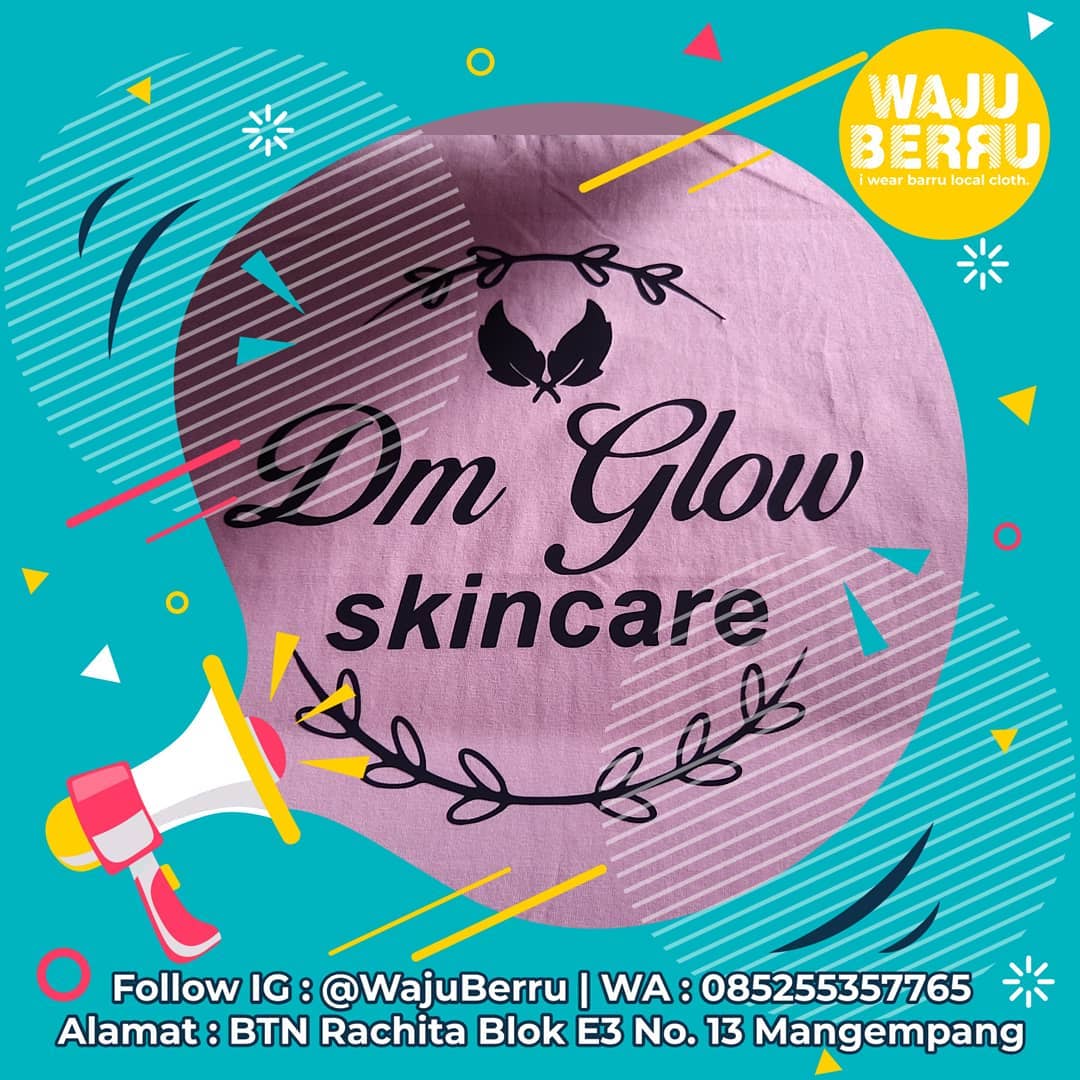 WAJU
BERRU
i wear barru local cloth.
Dm Glow
skincare
Follow IG : @WajuBerru | WA : 085255357765
Alamat : BTN Rachita Blok E3 No. 13 Mangempang